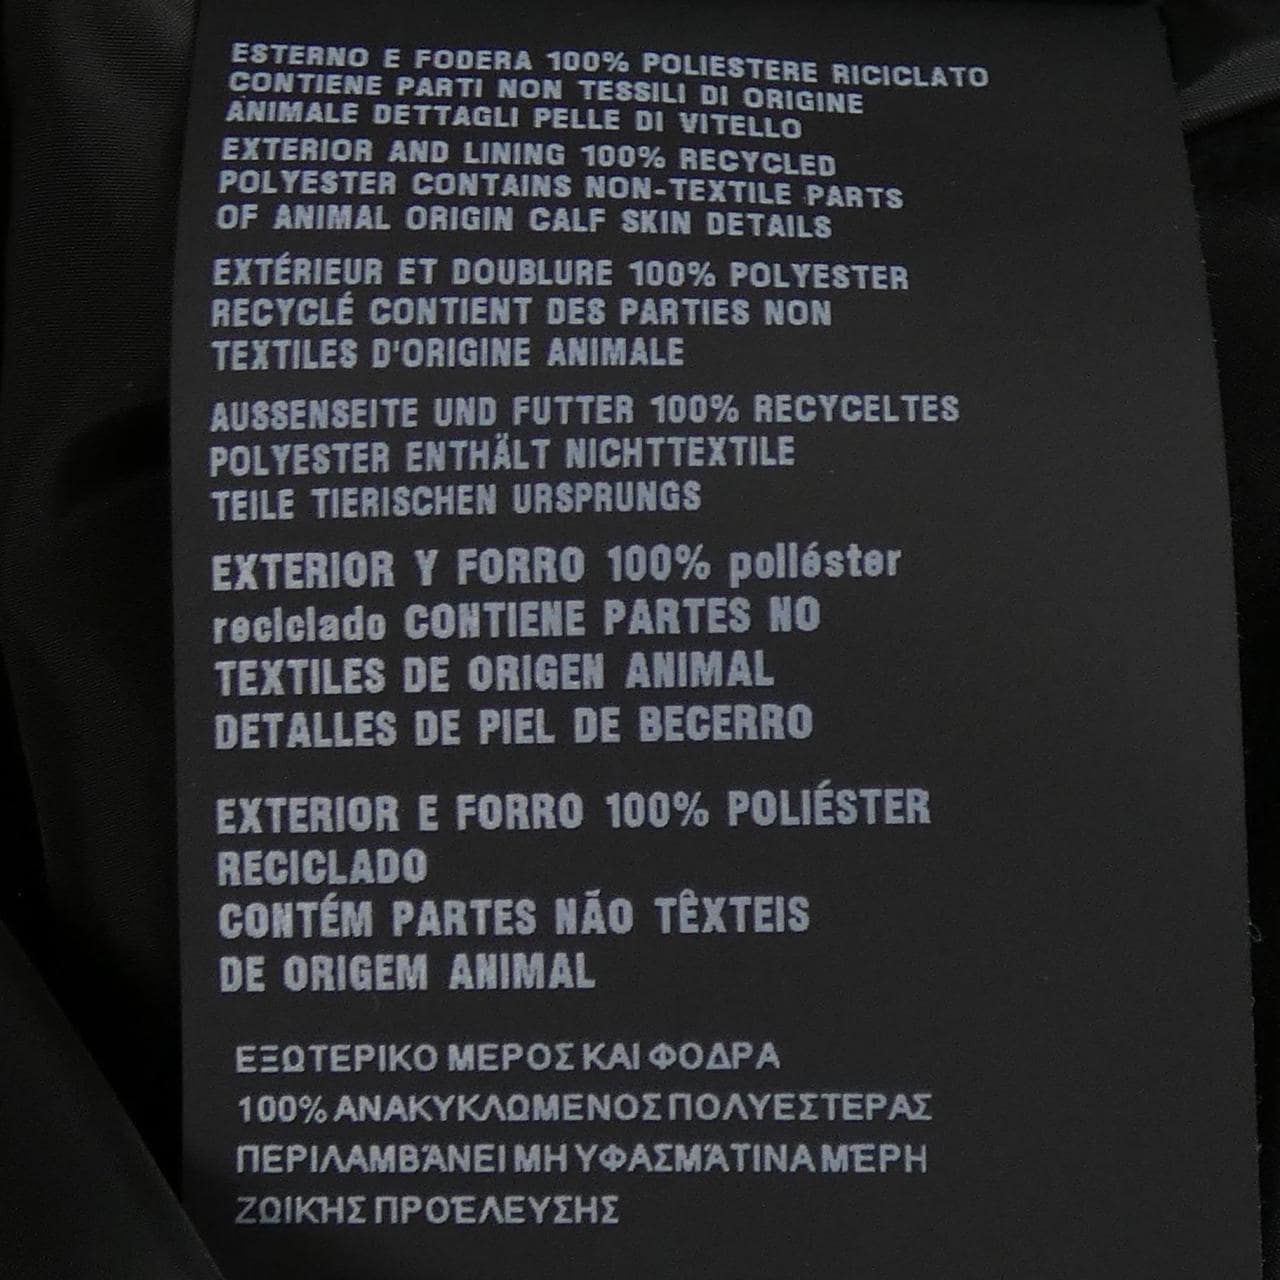 ESTERNO E FODERA 100% POLIESTERE RICICLATO
CONTIENE PARTI NON TESSILI DI ORIGINE
ANIMALE DETTAGLI PELLE DI VITELLO
EXTERIOR AND LINING 100% RECYCLED
POLYESTER CONTAINS NON-TEXTILE PARTS
OF ANIMAL ORIGIN CALF SKIN DETAILS
EXTÉRIEUR ET DOUBLURE 100% POLYESTER
RECYCLÉ CONTIENT DES PARTIES NON
TEXTILES D'ORIGINE ANIMALE
AUSSENSEITE UND FUTTER 100% RECYCELTES
POLYESTER ENTHÄLT NICHTTEXTILE
TEILE TIERISCHEN URSPRUNGS
EXTERIOR Y FORRO 100% poliéster
reciclado CONTIENE PARTES NO
TEXTILES DE ORIGEN ANIMAL
DETALLES DE PIEL DE BECERRO
EXTERIOR E FORRO 100% POLIÉSTER
RECICLADO
CONTÉM PARTES NÃO TÊXTEIS
DE ORIGEM ANIMAL
ΕΞΩΤΕΡΙΚΟ ΜΕΡΟΣ ΚΑΙ ΦΟΔΡΑ
100% ΑΝΑΚΥΚΛΩΜΕΝΟΣ ΠΟΛΥΕΣΤΕΡΑΣ
ΠΕΡΙΛΑΜΒΆΝΕΙ ΜΗ ΥΦΑΣΜΆΤΙΝΑ ΜΈΡΗ
ΖΩΙΚΉΣ ΠΡΟΈΛΕΥΣΗΣ